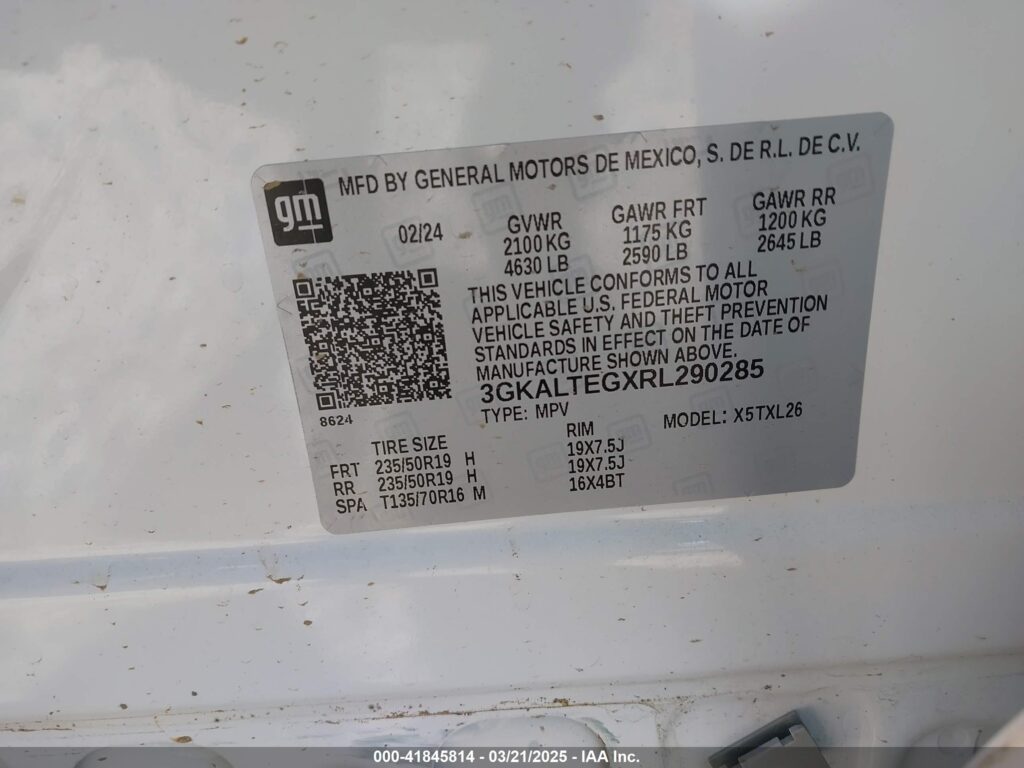 gm
MFD BY GENERAL MOTORS DE MEXICO, S. DE R.L. DE C.V.
02/24
GVWR
2100 KG
4630 LB
GAWR FRT
1175 KG
2590 LB
GAWR RR
1200 KG
2645 LB
THIS VEHICLE CONFORMS TO ALL
APPLICABLE U.S. FEDERAL MOTOR
VEHICLE SAFETY AND THEFT PREVENTION
STANDARDS IN EFFECT ON THE DATE OF
MANUFACTURE SHOWN ABOVE.
3GKALTEGXRL290285
8624
TYPE: MPV
MODEL: X5TXL26
TIRE SIZE RIM
FRT 235/50R19 H 19X7.5J
RR 235/50R19 H 19X7.5J
SPA T135/70R16 M 16X4BT
000-41845814 - 03/21/2025 - IAA Inc.